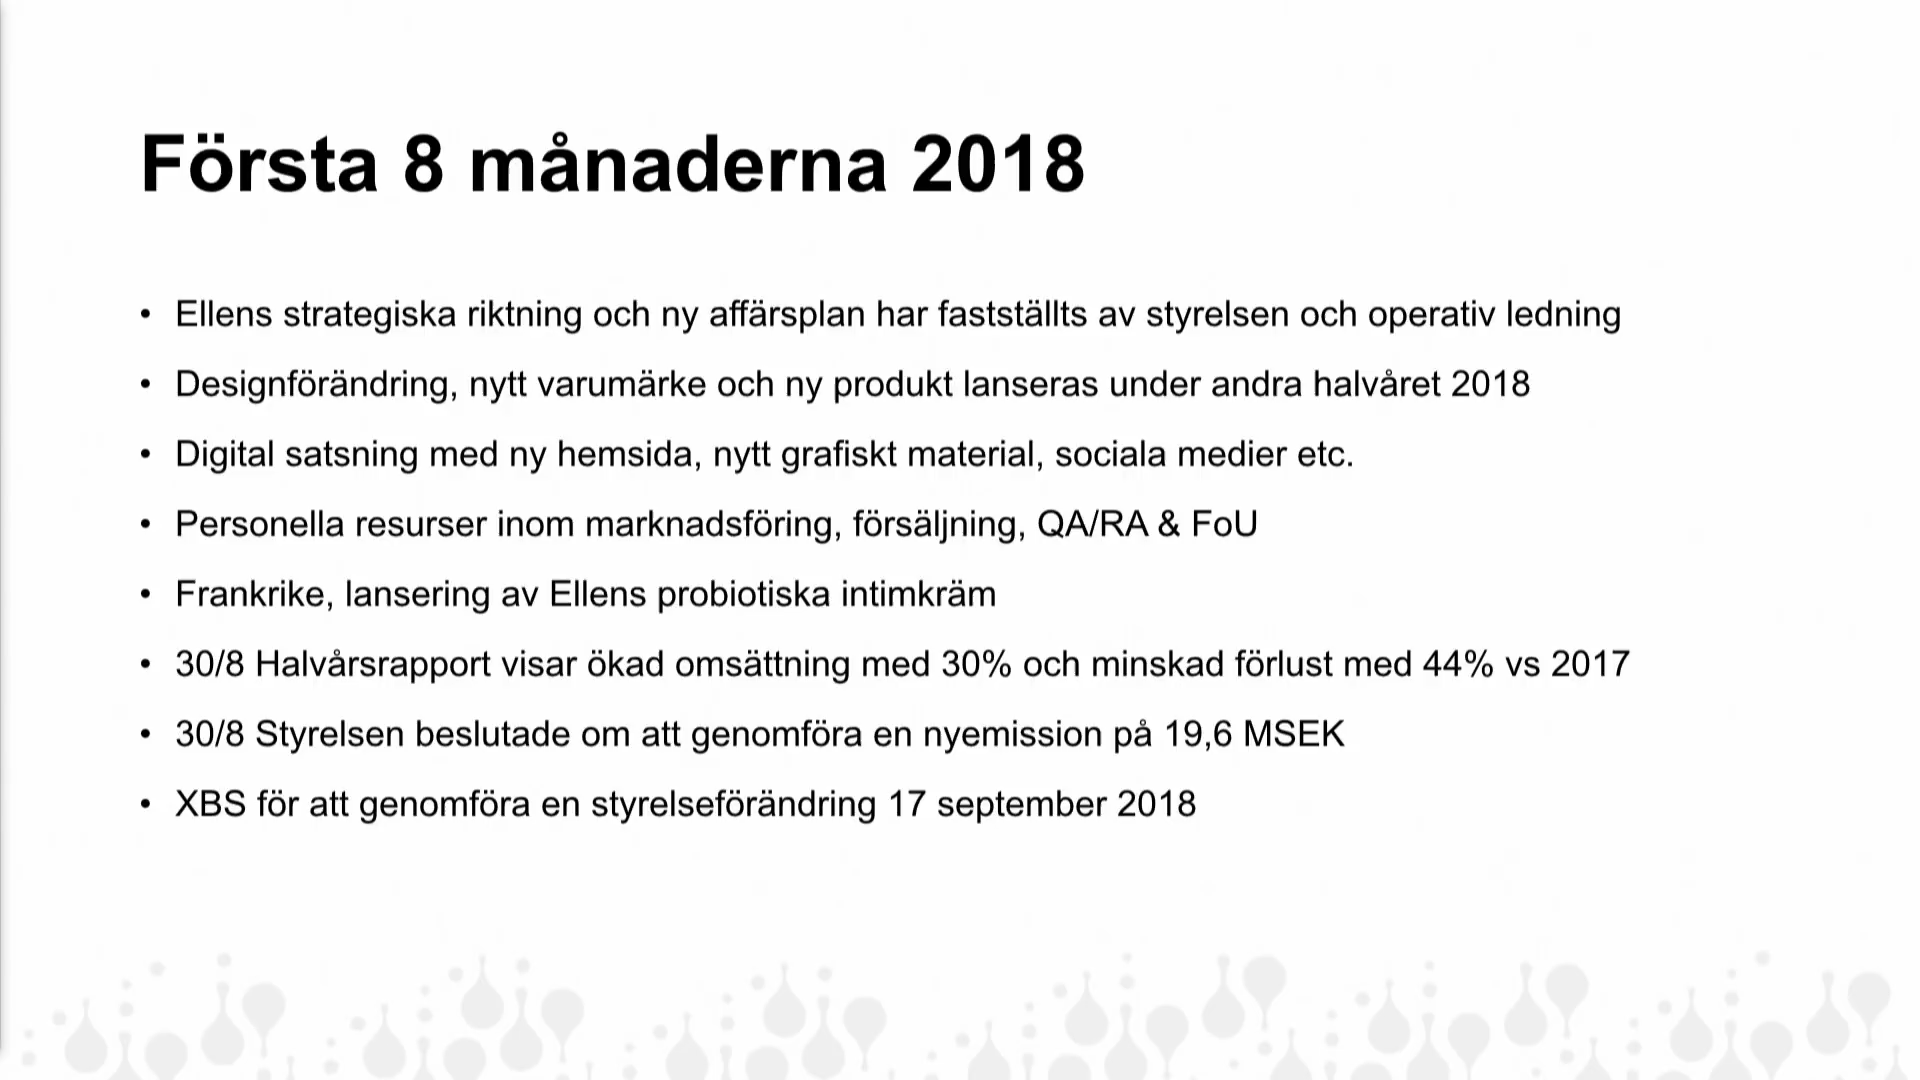 Första 8 månaderna 2018
• Ellens strategiska riktning och ny affärsplan har fastställts av styrelsen och operativ ledning
• Designförändring, nytt varumärke och ny produkt lanseras under andra halvåret 2018
• Digital satsning med ny hemsida, nytt grafiskt material, sociala medier etc.
• Personella resurser inom marknadsföring, försäljning, QA/RA & FoU
• Frankrike, lansering av Ellens probiotiska intimkräm
• 30/8 Halvårsrapport visar ökad omsättning med 30% och minskad förlust med 44% vs 2017
• 30/8 Styrelsen beslutade om att genomföra en nyemission på 19,6 MSEK
• XBS för att genomföra en styrelseförändring 17 september 2018